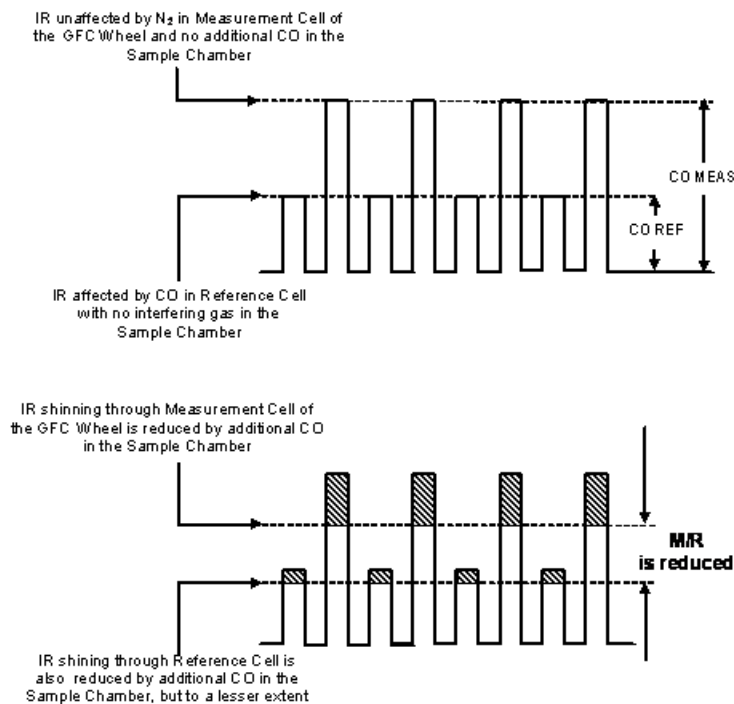 IR unaffected by N2 in Measurement Cell of
the GFC Wheel and no additional CO in the
Sample Chamber
CO MEAS
CO REF
IR affected by CO in Reference Cell
with no interfering gas in the
Sample Chamber
IR shinning through Measurement Cell of
the GFC Wheel is reduced by additional CO
in the Sample Chamber
M/R
is reduced
IR shining through Reference Cell is
also reduced by additional CO in the
Sample Chamber, but to a lesser extent